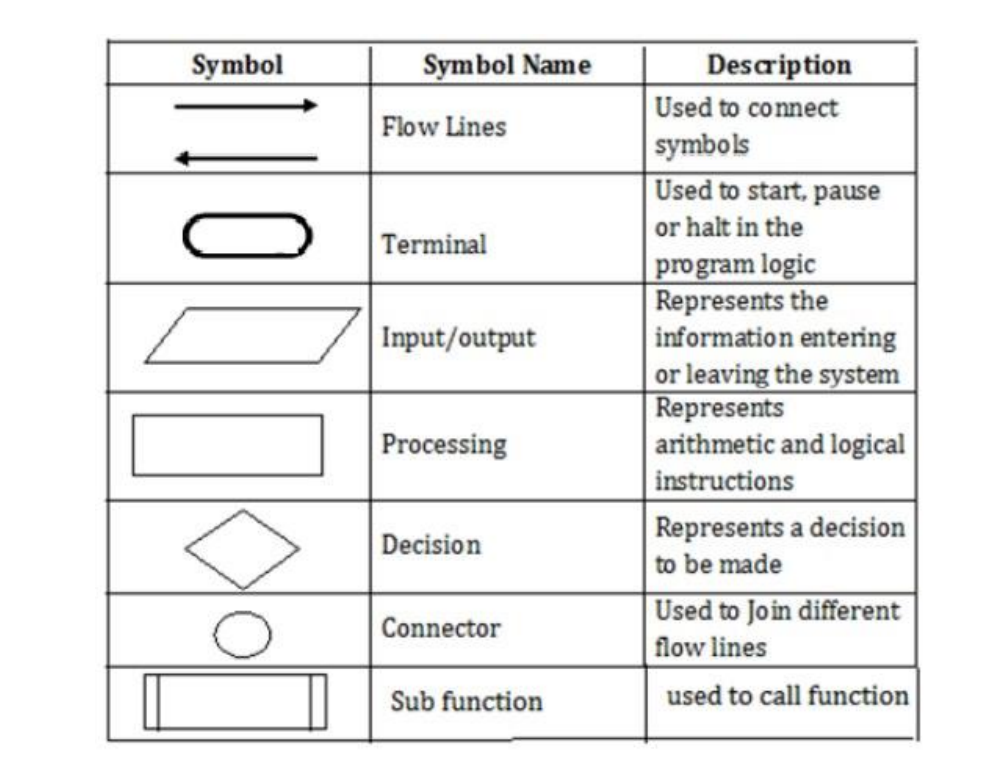 Symbol Symbol Name Description
Flow Lines
Used to connect
symbols
Terminal
Used to start, pause
or halt in the
program logic
Input/output
Represents the
information entering
or leaving the system
Processing
Represents
arithmetic and logical
instructions
Decision
Represents a decision
to be made
Connector
Used to Join different
flow lines
Sub function
used to call function